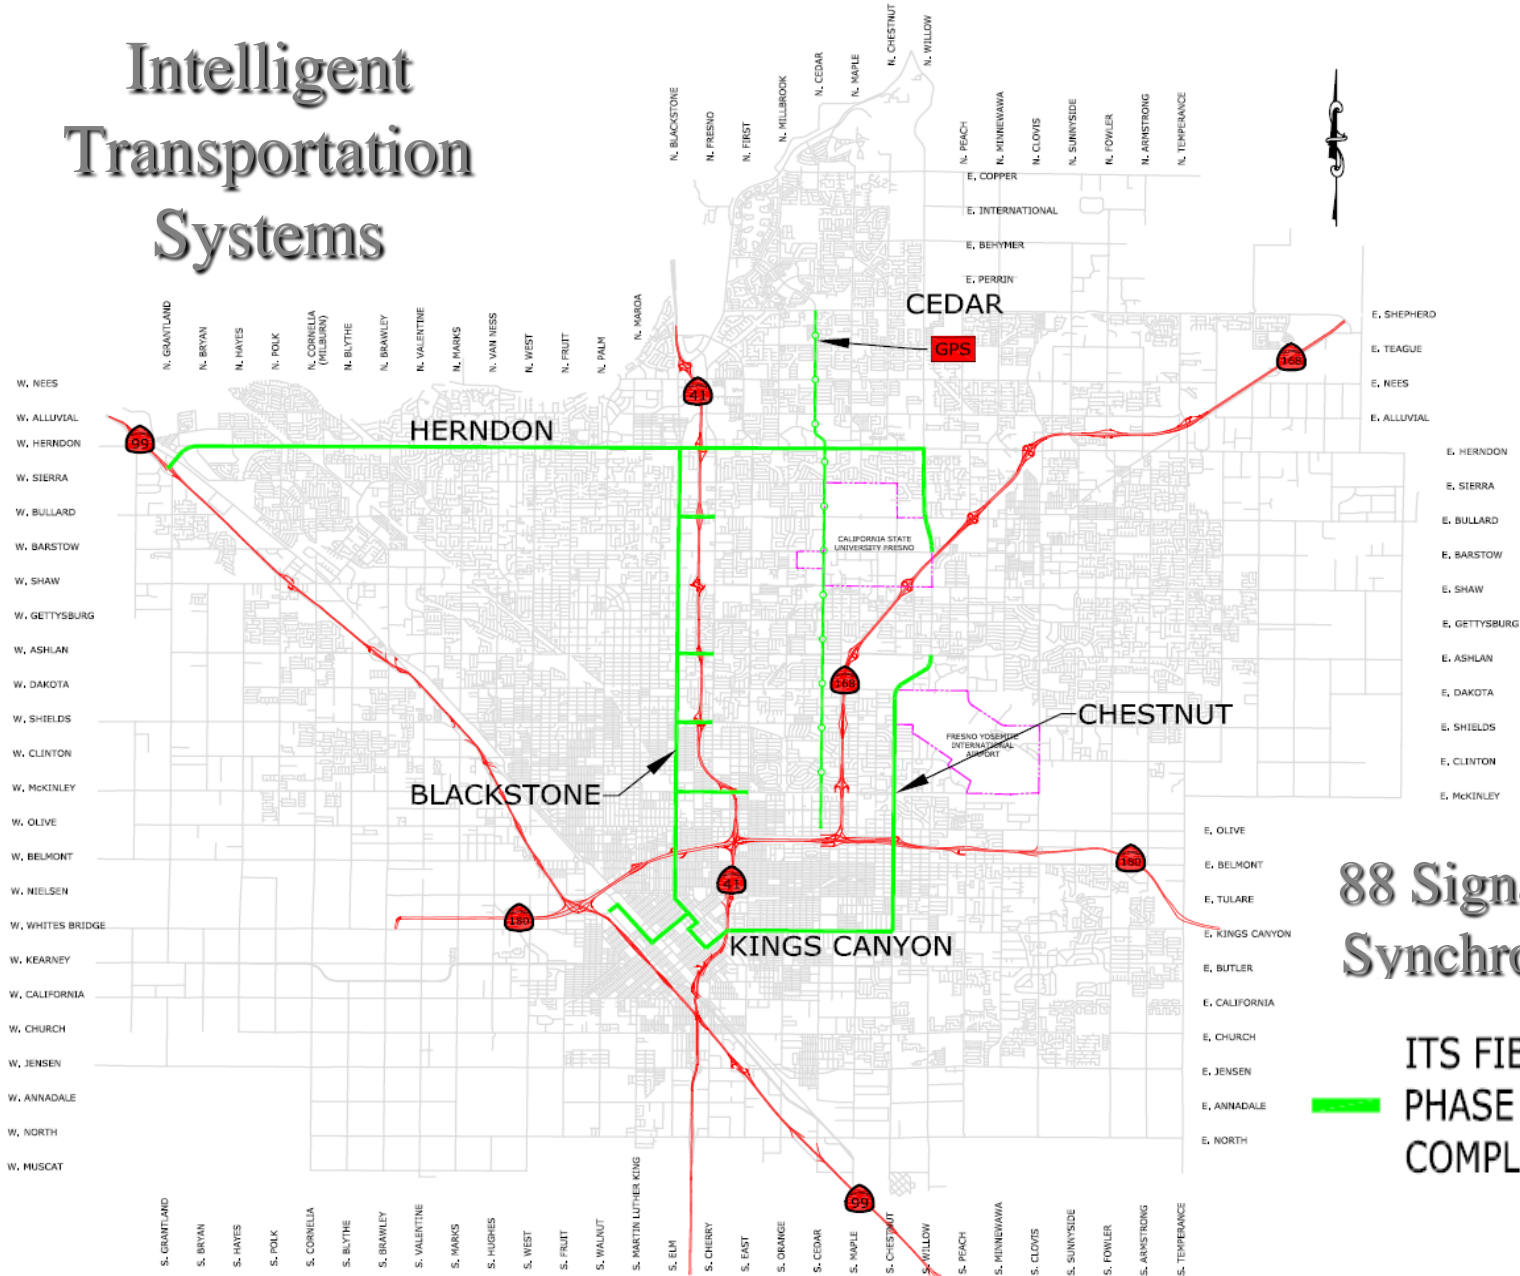 Intelligent
Transportation
Systems
N. BLACKSTONE
N. FRESNO
N. FIRST
N. MILLBROOK
N. CEDAR
N. MAPLE
N. CHESTNUT
N. WILLOW
N. PEACH
N. MINNEWAWA
N. CLOVIS
N. SUNNYSIDE
N. FOWLER
N. ARMSTRONG
N. TEMPERANCE
E. COPPER
E. INTERNATIONAL
E. BEHYMER
E. PERRIN
N. GRANTLAND
N. BRYAN
N. HAYES
N. POLK
N. CORNELIA
(MILBURN)
N. BLYTHE
N. BRAWLEY
N. VALENTINE
N. MARKS
N. VAN NESS
N. WEST
N. FRUIT
N. PALM
N. MAROA
CEDAR
GPS
E. SHEPHERD
E. TEAGUE
E. NEES
E. ALLUVIAL
E. HERNDON
E. SIERRA
E. BULLARD
E. BARSTOW
E. SHAW
E. GETTYSBURG
E. ASHLAN
E. DAKOTA
E. SHIELDS
E. CLINTON
E. McKINLEY
E. OLIVE
E. BELMONT
E. TULARE
E. KINGS CANYON
E. BUTLER
E. CALIFORNIA
E. CHURCH
E. JENSEN
E. ANNADALE
E. NORTH
W. NEES
W. ALLUVIAL
W. HERNDON
W. SIERRA
W. BULLARD
W. BARSTOW
W. SHAW
W. GETTYSBURG
W. ASHLAN
W. DAKOTA
W. SHIELDS
W. CLINTON
W. McKINLEY
W. OLIVE
W. BELMONT
W. NIELSEN
W. WHITES BRIDGE
W. KEARNEY
W. CALIFORNIA
W. CHURCH
W. JENSEN
W. ANNADALE
W. NORTH
W. MUSCAT
99
41
168
HERNDON
CALIFORNIA STATE
UNIVERSITY FRESNO
168
CHESTNUT
FRESNO YOSEMITE
INTERNATIONAL
AIRPORT
BLACKSTONE
180
41
180
KINGS CANYON
99
88 Signa
Synchro
ITS FIB
PHASE
COMPL
S. GRANTLAND
S. BRYAN
S. HAYES
S. POLK
S. CORNELIA
S. BLYTHE
S. BRAWLEY
S. VALENTINE
S. MARKS
S. HUGHES
S. WEST
S. FRUIT
S. WALNUT
S. MARTIN LUTHER KING
S. ELM
S. CHERRY
S. EAST
S. ORANGE
S. CEDAR
S. MAPLE
S. CHESTNUT
S. WILLOW
S. PEACH
S. MINNEWAWA
S. CLOVIS
S. SUNNYSIDE
S. FOWLER
S. ARMSTRONG
S. TEMPERANCE